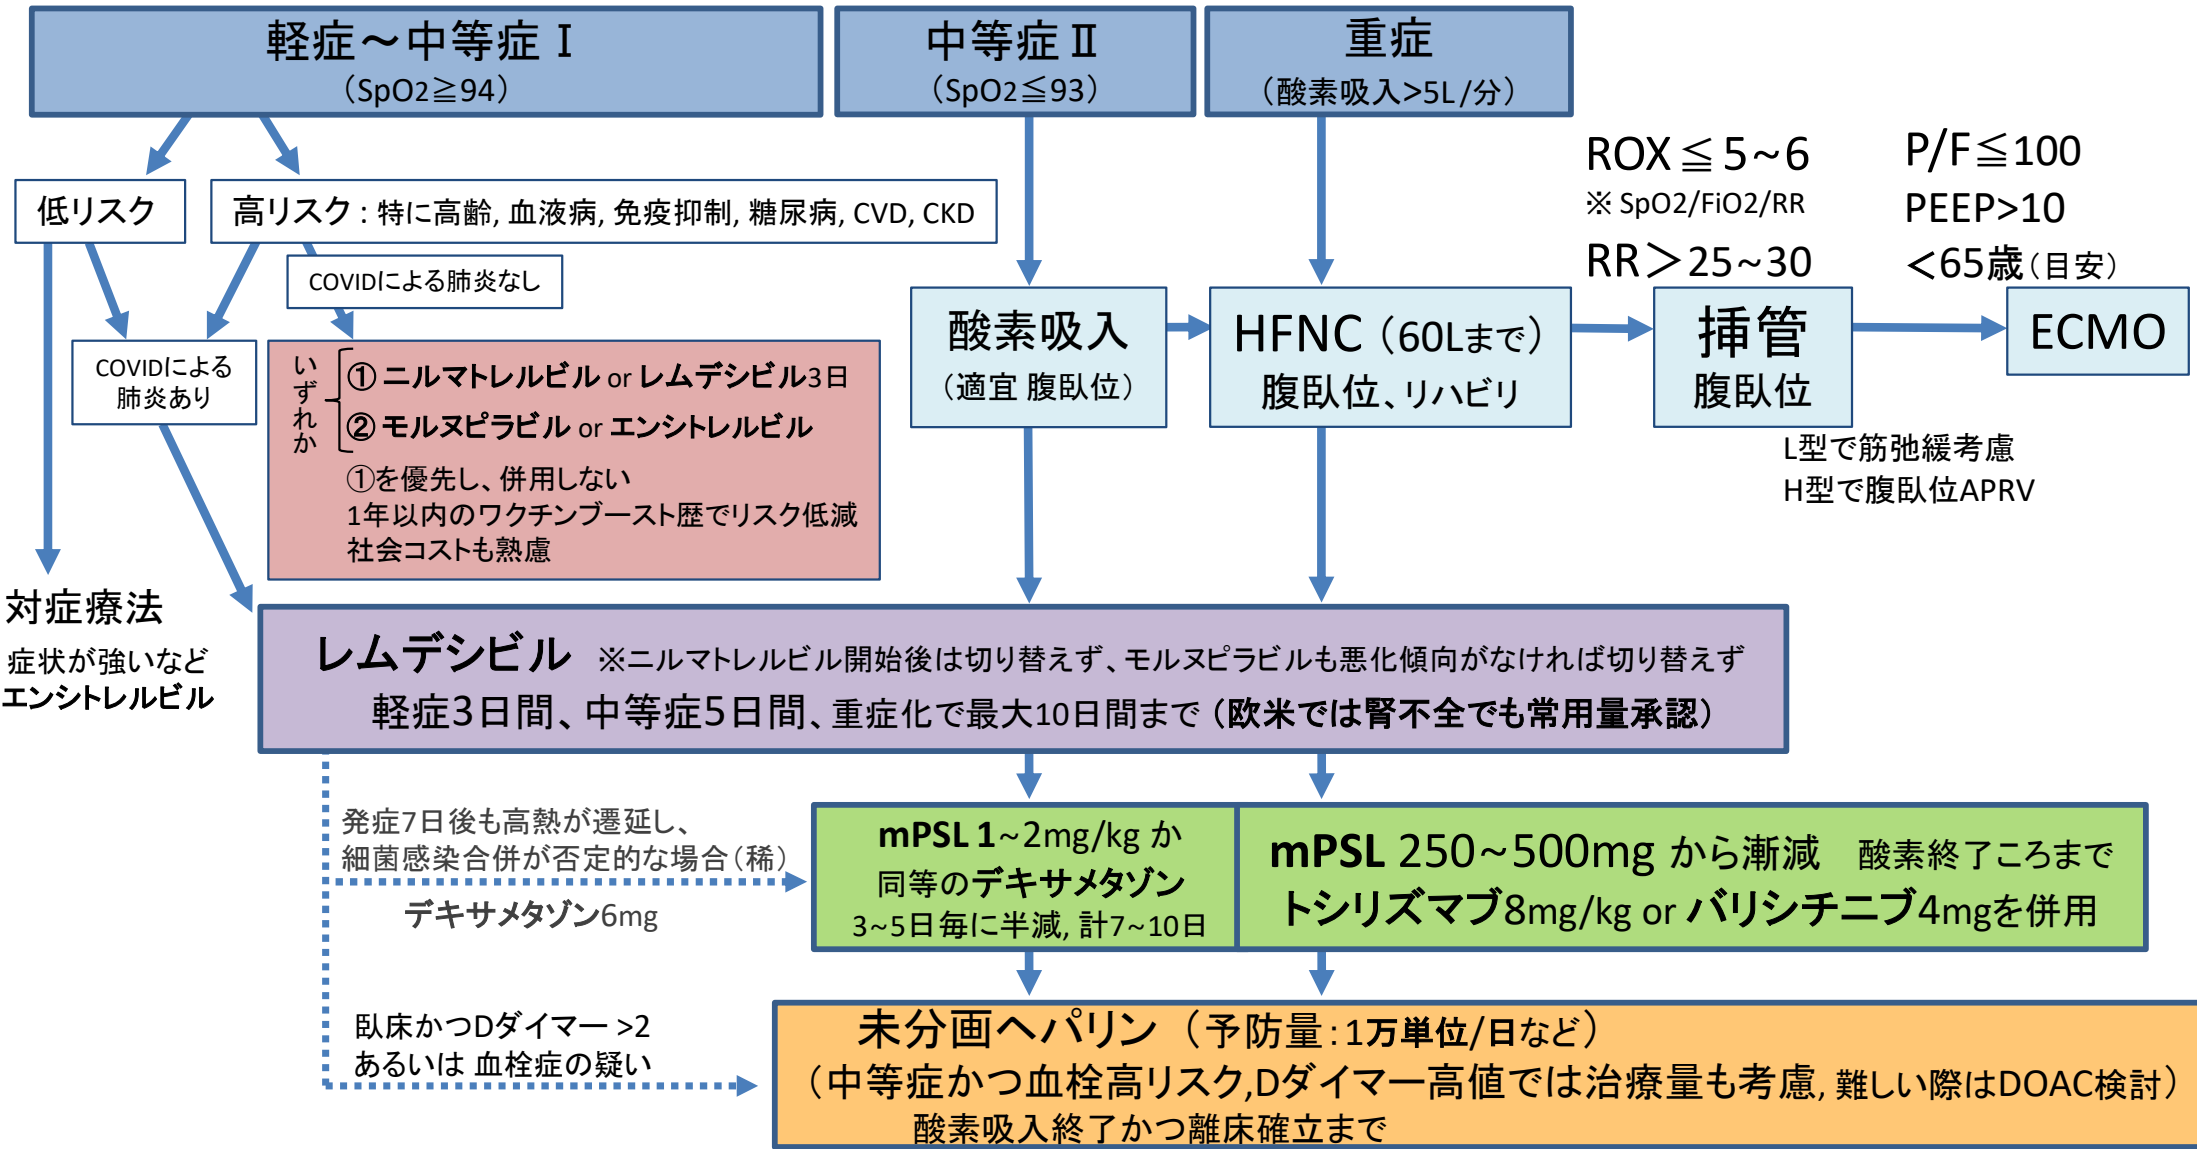 軽症～中等症Ⅰ
（SpO2≧94）
中等症Ⅱ
（SpO2≦93）
重症
（酸素吸入>5L/分）
低リスク
高リスク：特に高齢, 血液病, 免疫抑制, 糖尿病, CVD, CKD
COVIDによる肺炎なし
COVIDによる
肺炎あり
いずれか
① ニルマトレルビル or レムデシビル3日
② モルヌピラビル or エンシトレルビル
①を優先し、併用しない
1年以内のワクチンブースト歴でリスク低減
社会コストも熟慮
対症療法
症状が強いなど
エンシトレルビル
酸素吸入
（適宜 腹臥位）
HFNC（60Lまで）
腹臥位、リハビリ
ROX ≦ 5~6
※ SpO2/FiO2/RR
RR＞25~30
挿管
腹臥位
L型で筋弛緩考慮
H型で腹臥位APRV
P/F≦100
PEEP>10
＜65歳（目安）
ECMO
レムデシビル ※ニルマトレルビル開始後は切り替えず、モルヌピラビルも悪化傾向がなければ切り替えず
軽症3日間、中等症5日間、重症化で最大10日間まで（欧米では腎不全でも常用量承認）
発症7日後も高熱が遷延し、
細菌感染合併が否定的な場合（稀）
デキサメタゾン6mg
mPSL 1~2mg/kg か
同等のデキサメタゾン
3~5日毎に半減, 計7~10日
mPSL 250~500mg から漸減 酸素終了ころまで
トシリズマブ8mg/kg or バリシチニブ4mgを併用
臨床かつDダイマー >2
あるいは 血栓症の疑い
未分画ヘパリン（予防量：1万単位/日など）
（中等症かつ血栓高リスク,Dダイマー高値では治療量も考慮, 難しい際はDOAC検討）
酸素吸入終了かつ離床確立まで